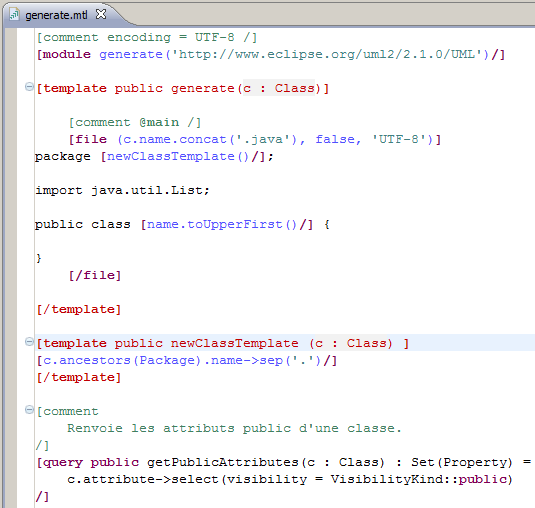 generate.mtl
[comment encoding = UTF-8 /]
[module generate('http://www.eclipse.org/uml2/2.1.0/UML')/]
[template public generate(c : Class)]
[comment @main /]
[file (c.name.concat('.java'), false, 'UTF-8')]
package [newClassTemplate()/];
import java.util.List;
public class [name.toUpperFirst()/] {
}
[/file]
[/template]
[template public newClassTemplate (c : Class) ]
[c.ancestors(Package).name->sep('.')/]
[/template]
[comment
Renvoie les attributs public d'une classe.
/]
[query public getPublicAttributes(c : Class) : Set(Property) =
c.attribute->select(visibility = VisibilityKind::public)
/]